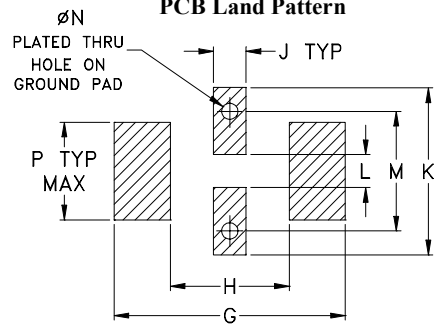 PCB Land Pattern
øN
PLATED THRU
HOLE ON
GROUND PAD
J TYP
P TYP
MAX
L
M
K
H
G